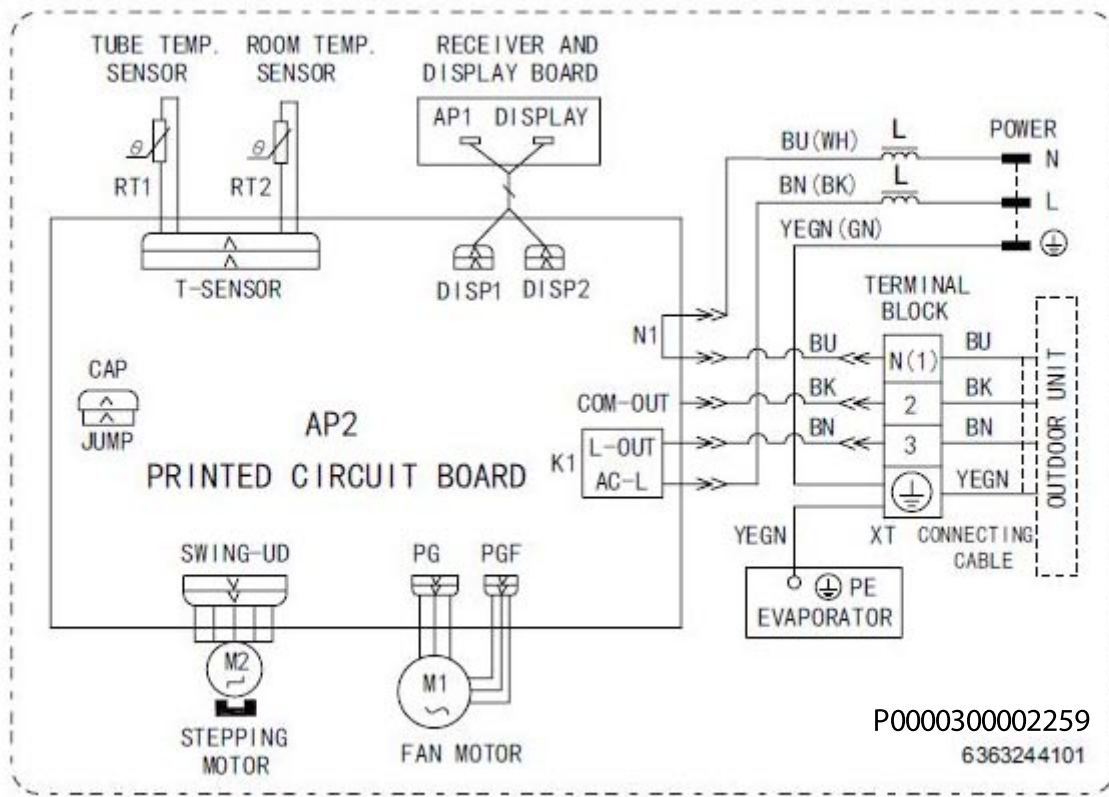 TUBE TEMP.
SENSOR
ROOM TEMP.
SENSOR
RECEIVER AND
DISPLAY BOARD
AP1 DISPLAY
θ
RT1
θ
RT2
T-SENSOR
DISP1 DISP2
BU(WH)
L
POWER
N
BN(BK)
L
L
YEGN(GN)
TERMINAL
BLOCK
N1
BU
N(1)
BU
CAP
JUMP
COM-OUT
BK
2
BK
AP2
PRINTED CIRCUIT BOARD
K1
L-OUT
AC-L
BN
3
BN
YEGN
OUTDOOR UNIT
YEGN
XT
CONNECTING
CABLE
PE
EVAPORATOR
SWING-UD
PG
PGF
M2
M1
STEPPING
MOTOR
FAN MOTOR
P0000300002259
6363244101